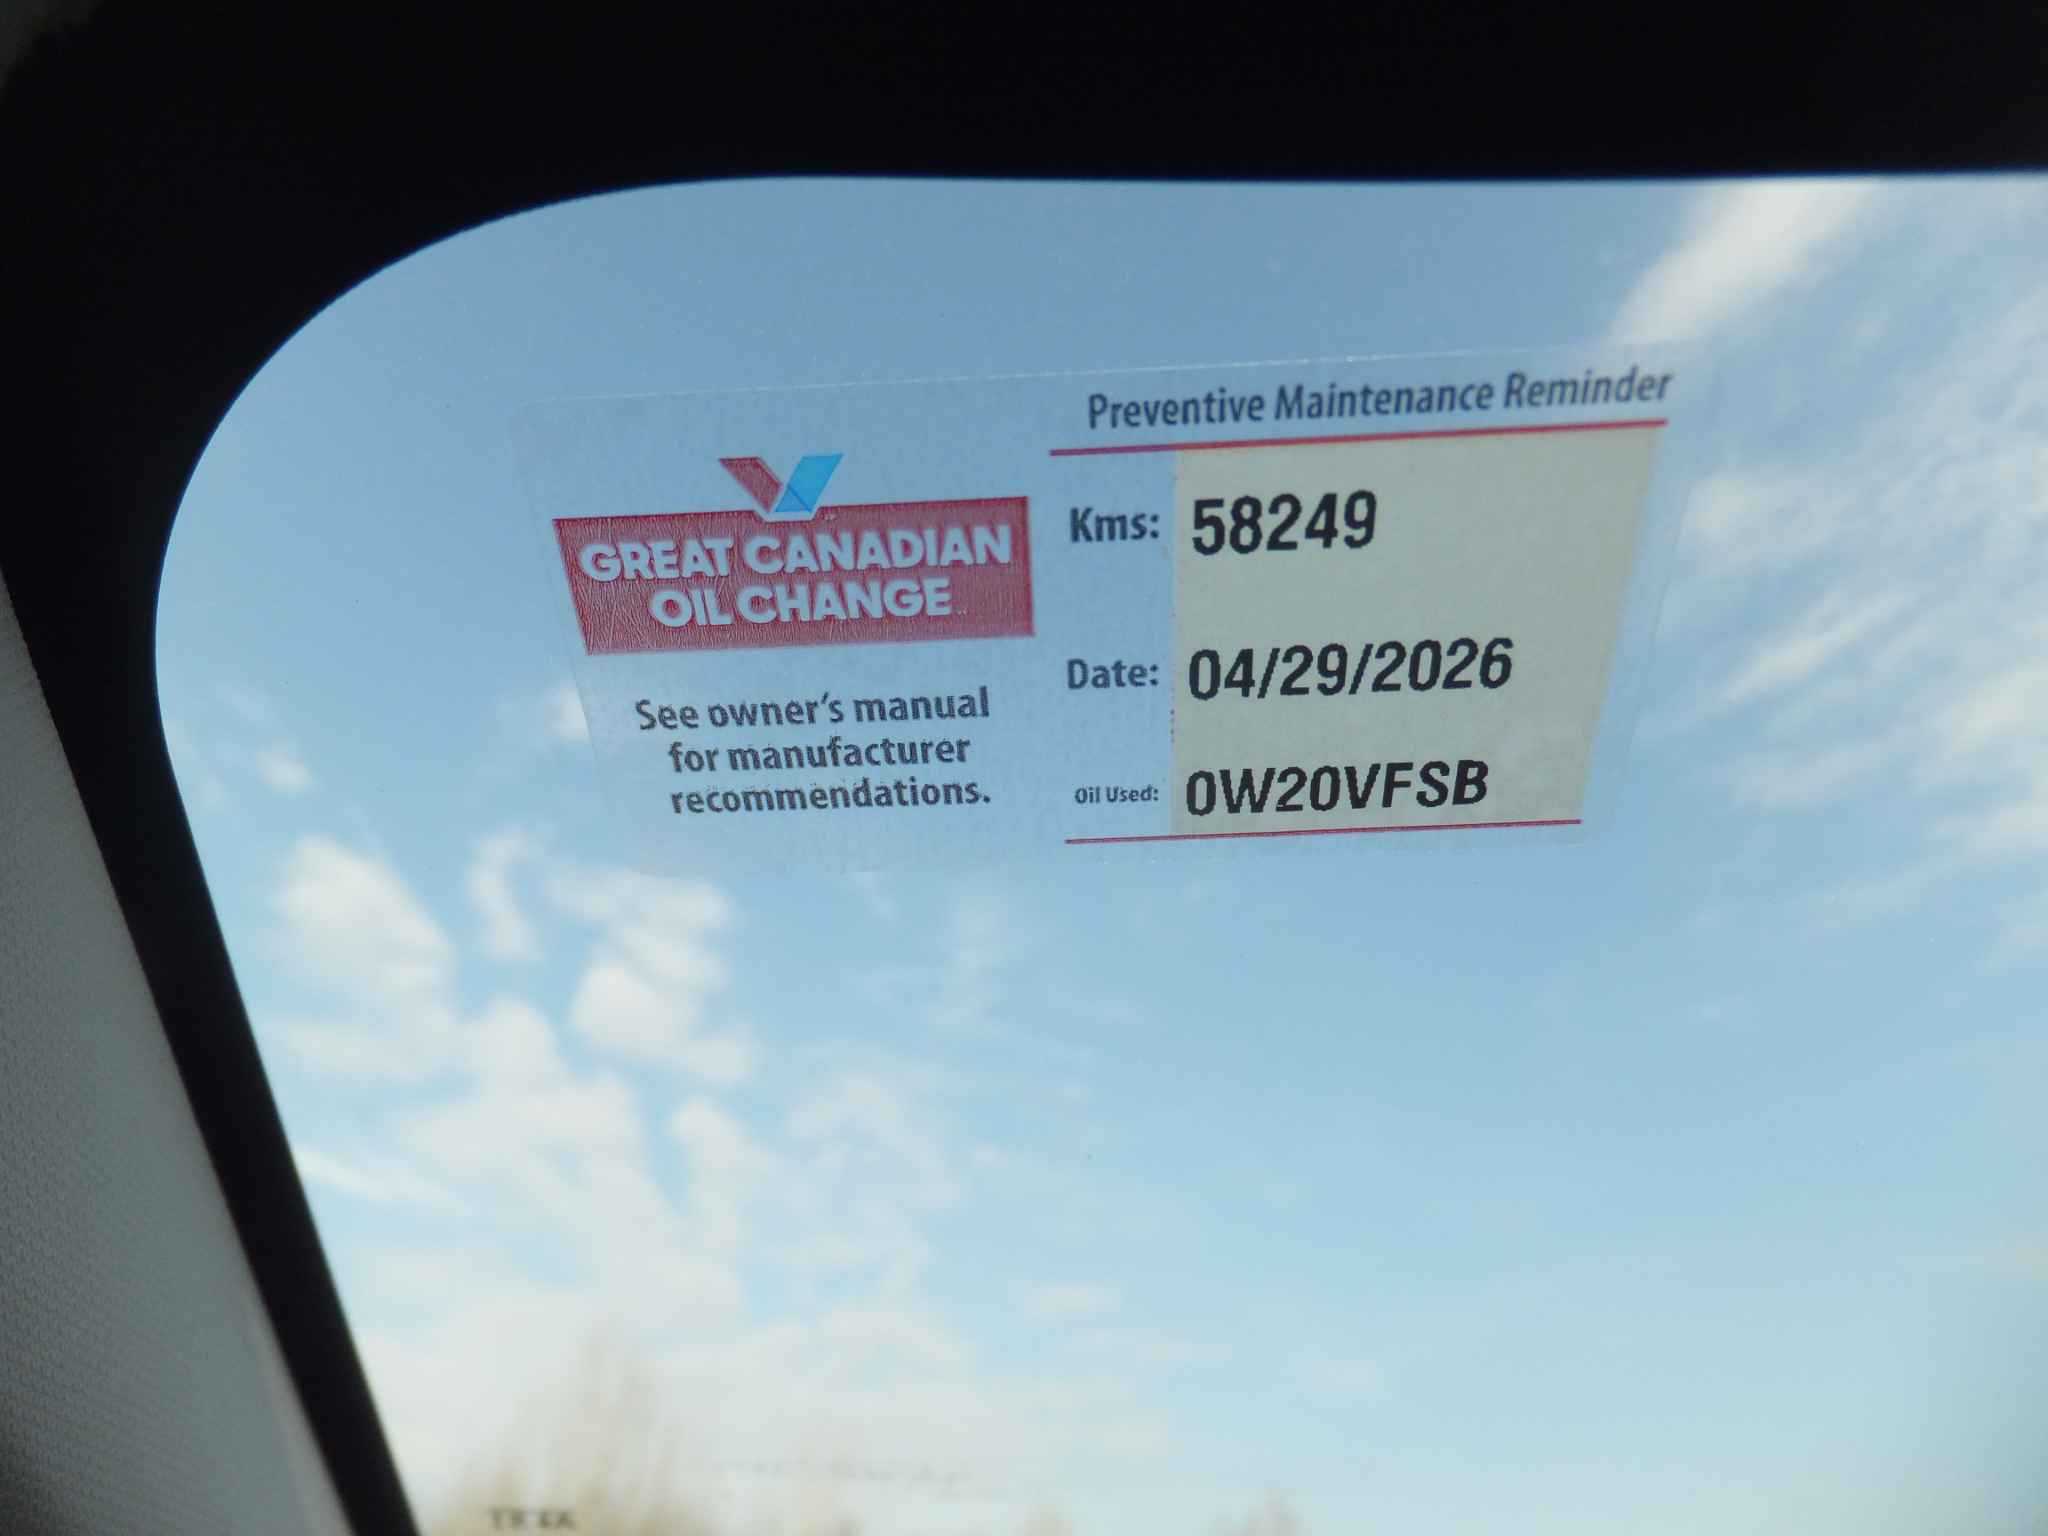 Preventive Maintenance Reminder
GREAT CANADIAN
OIL CHANGE
See owner's manual
for manufacturer
recommendations.
Kms: 58249
Date: 04/29/2026
Oil Used: 0W20VFSB